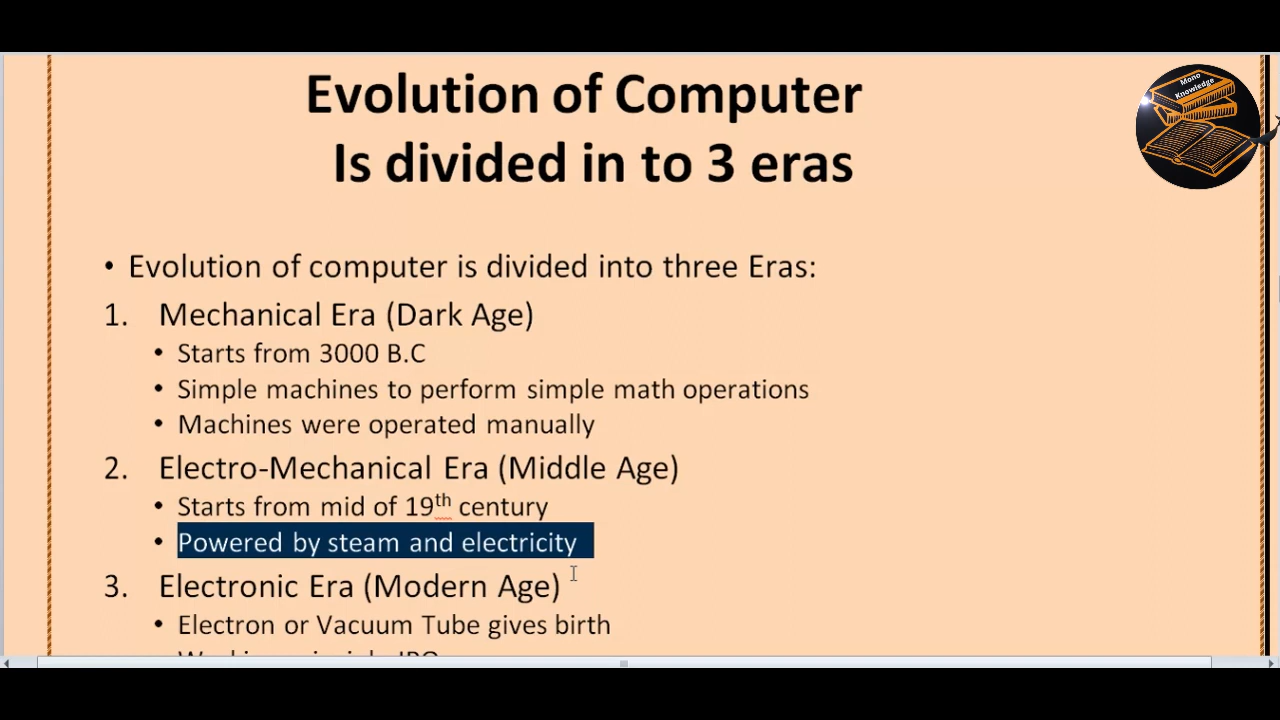 Evolution of Computer
Is divided in to 3 eras
Mono
Knowledge
• Evolution of computer is divided into three Eras:
1. Mechanical Era (Dark Age)
• Starts from 3000 B.C
• Simple machines to perform simple math operations
• Machines were operated manually
2. Electro-Mechanical Era (Middle Age)
• Starts from mid of 19th century
• Powered by steam and electricity
3. Electronic Era (Modern Age)
• Electron or Vacuum Tube gives birth